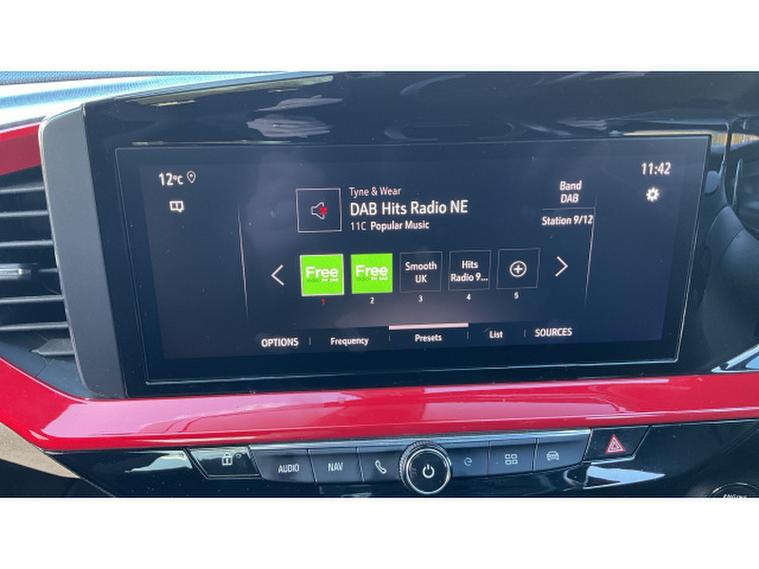 12°C
11:42
Tyne & Wear
DAB Hits Radio NE
11C Popular Music
Band
DAB
Station 9/12
Free
Free
Smooth
UK
Hits
Radio 9...
1 2 3 4 5
OPTIONS Frequency Presets List SOURCES
AUDIO NAV